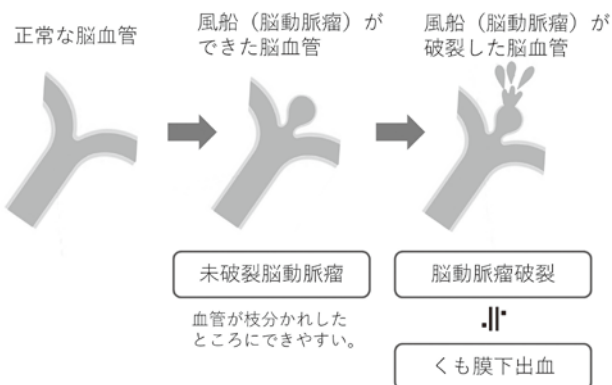 正常な脳血管
風船（脳動脈瘤）が
できた脳血管
風船（脳動脈瘤）が
破裂した脳血管
未破裂脳動脈瘤
血管が枝分かれした
ところにできやすい。
脳動脈瘤破裂
くも膜下出血